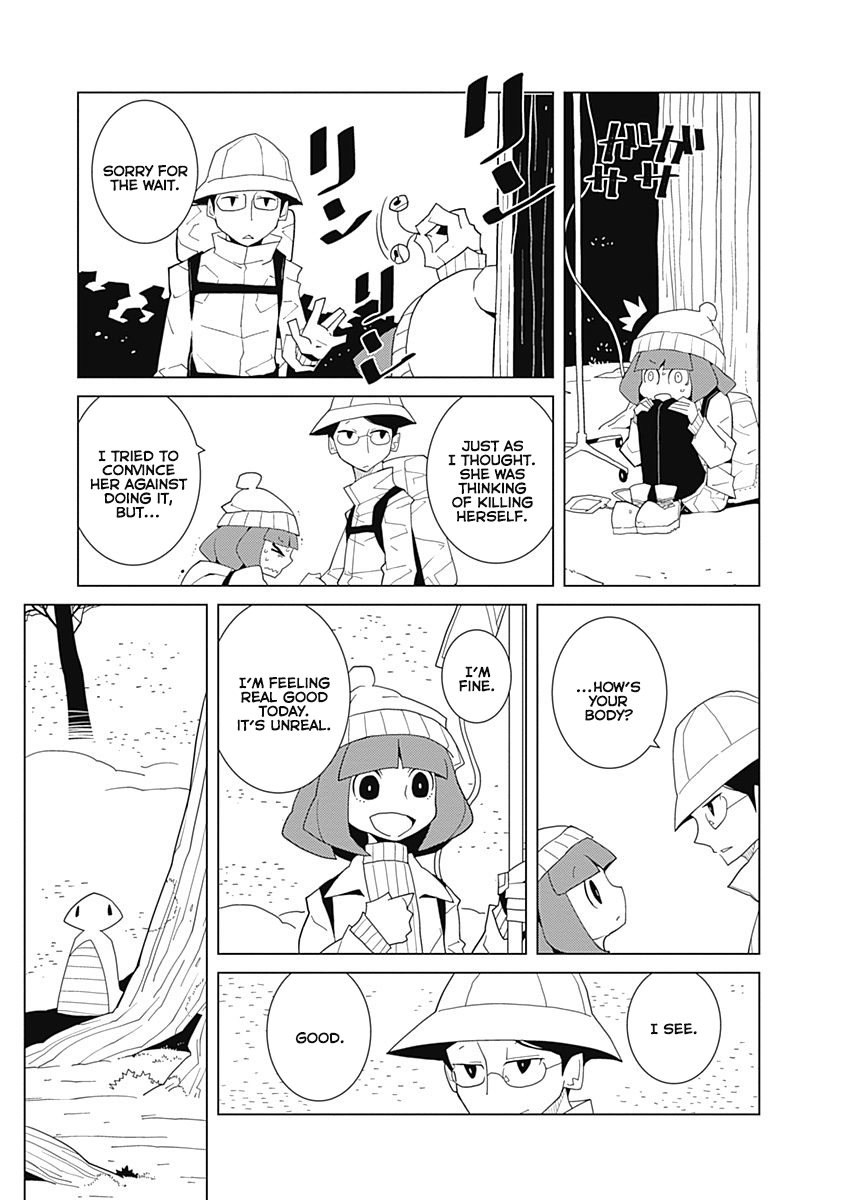 ガサ
ガサ
リン
リン
リン
SORRY FOR
THE WAIT.
JUST AS
I THOUGHT.
SHE WAS
THINKING
OF KILLING
HERSELF.
I TRIED TO
CONVINCE
HER AGAINST
DOING IT,
BUT...
...HOW'S
YOUR
BODY?
I'M
FINE.
I'M FEELING
REAL GOOD
TODAY.
IT'S UNREAL.
I SEE.
GOOD.